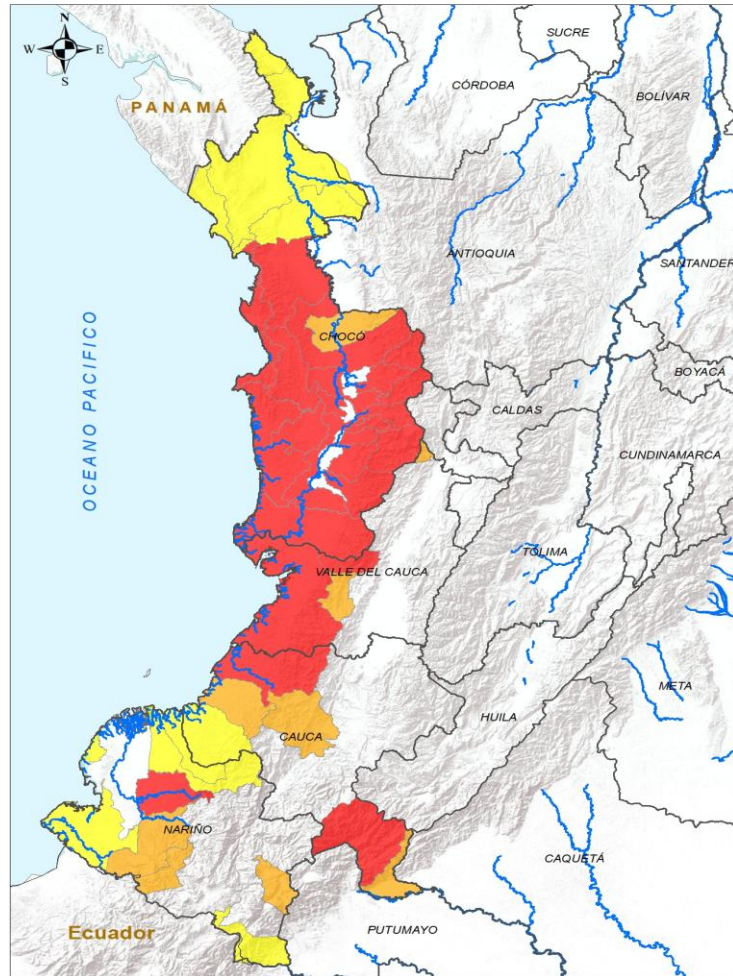 N
W E
S
SUCRE
CÓRDOBA
BOLÍVAR
PANAMÁ
ANTIOQUIA
SANTANDER
CHOCÓ
BOYACÁ
CALDAS
OCEANO PACIFICO
CUNDINAMARCA
TOLIMA
VALLE DEL CAUCA
META
HUILA
CAUCA
NARIÑO
CAQUETÁ
Ecuador
PUTUMAYO